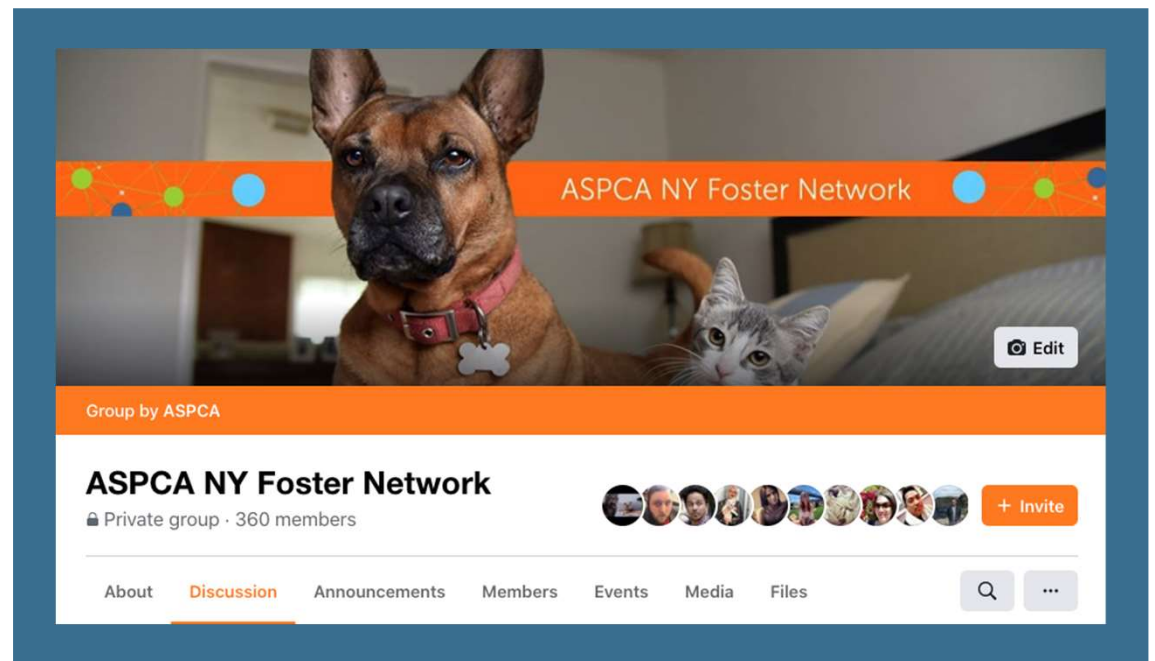 ASPCA NY Foster Network
Edit
Group by ASPCA
ASPCA NY Foster Network
Private group · 360 members
+ Invite
About Discussion Announcements Members Events Media Files
...